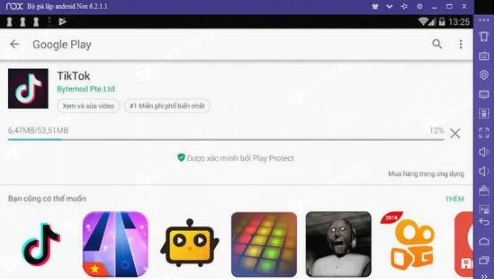 nox Bộ giả lập android Nox 6.2.1.1
13:25
Google Play
TikTok
Bytemod Pte.Ltd.
Xem và sửa video
#1 Miễn phí phổ biến nhất
6,47MB/53,51MB
12%
Được xác minh bởi Play Protect
Mua hàng trong ứng dụng
Bạn cũng có thể muốn
THÊM
2018